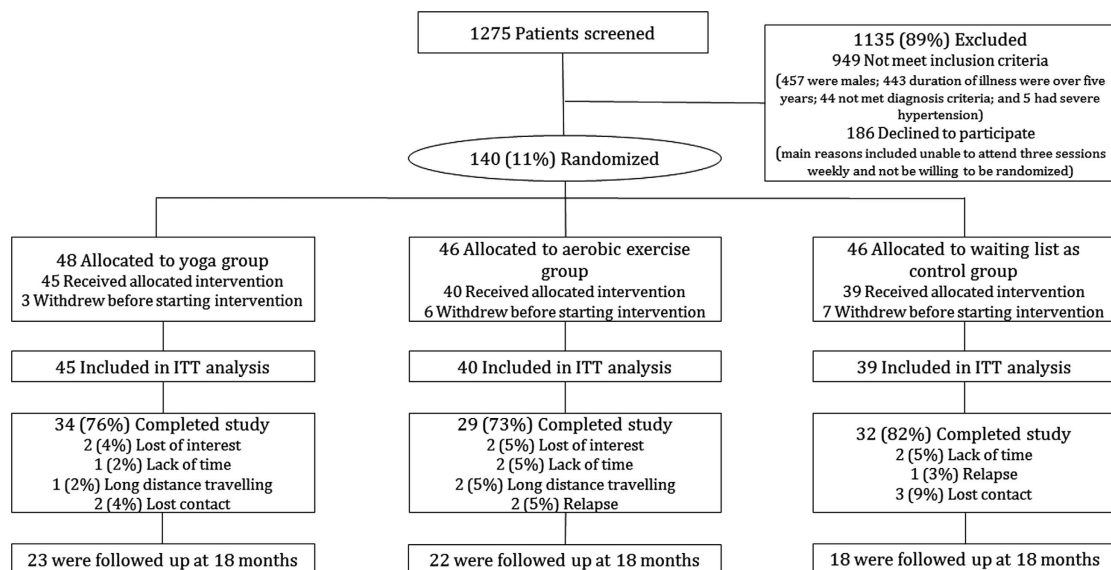 1275 Patients screened
1135 (89%) Excluded
949 Not meet inclusion criteria
(457 were males; 443 duration of illness were over five
years; 44 not met diagnosis criteria; and 5 had severe
hypertension)
186 Declined to participate
(main reasons included unable to attend three sessions
weekly and not be willing to be randomized)
140 (11%) Randomized
48 Allocated to yoga group
45 Received allocated intervention
3 Withdrew before starting intervention
46 Allocated to aerobic exercise
group
40 Received allocated intervention
6 Withdrew before starting intervention
46 Allocated to waiting list as
control group
39 Received allocated intervention
7 Withdrew before starting intervention
45 Included in ITT analysis
40 Included in ITT analysis
39 Included in ITT analysis
34 (76%) Completed study
2 (4%) Lost of interest
1 (2%) Lack of time
1 (2%) Long distance travelling
2 (4%) Lost contact
29 (73%) Completed study
2 (5%) Lost of interest
2 (5%) Lack of time
2 (5%) Long distance travelling
2 (5%) Relapse
32 (82%) Completed study
2 (5%) Lack of time
1 (3%) Relapse
3 (9%) Lost contact
23 were followed up at 18 months
22 were followed up at 18 months
18 were followed up at 18 months